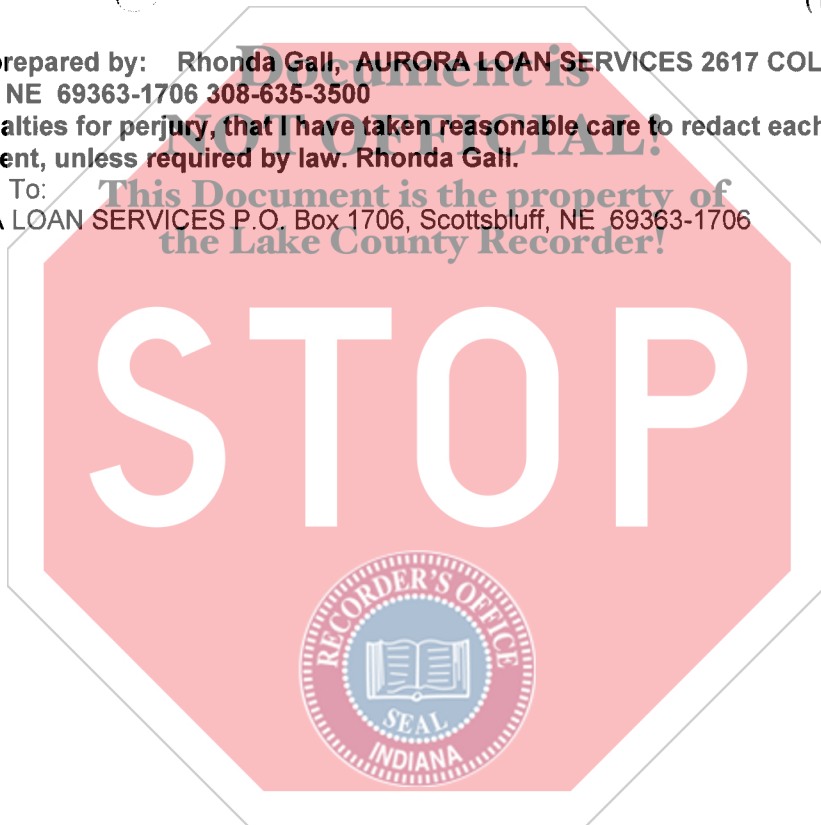 prepared by: Rhonda Gall, AURORA LOAN SERVICES 2617 COL
Document is
NE 69363-1706 308-635-3500
alties for perjury, that I have taken reasonable care to redact each
NOT OFFICIAL!
ent, unless required by law. Rhonda Gall.
To:
This Document is the property of
A LOAN SERVICES P.O. Box 1706, Scottsbluff, NE 69363-1706
the Lake County Recorder!
STOP
RECORDER'S OFFICE
SEAL
INDIANA